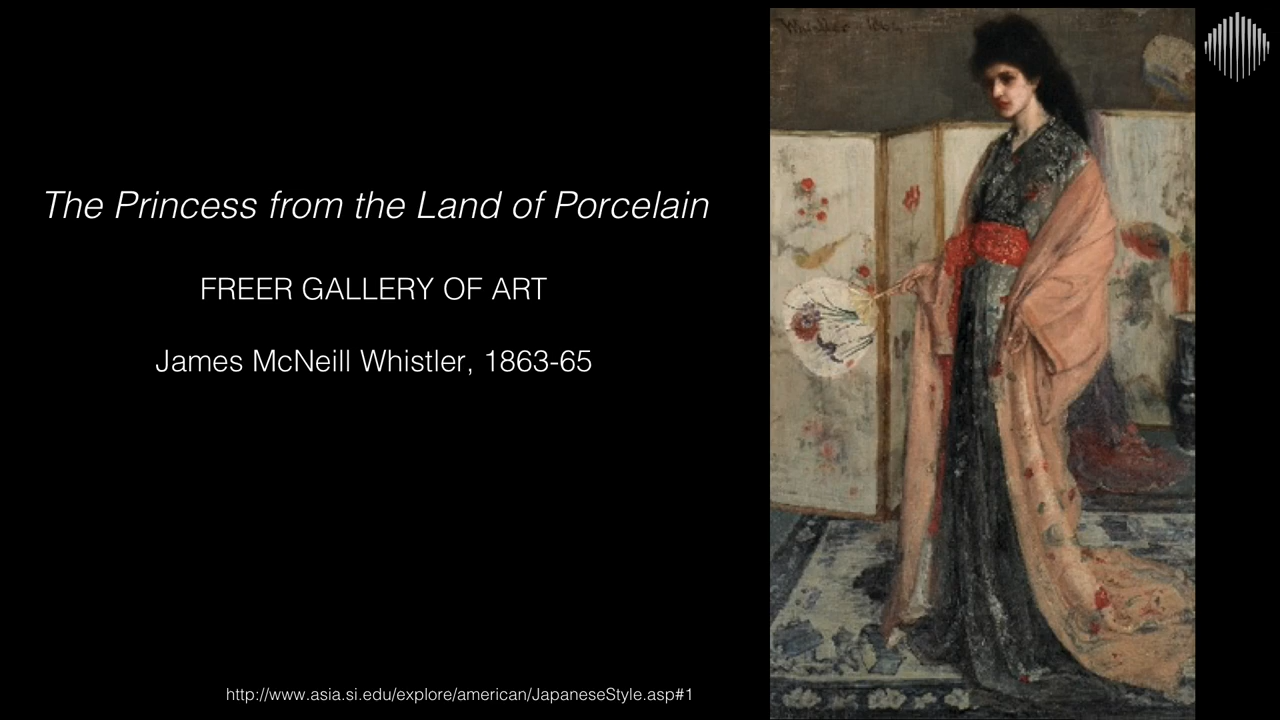 The Princess from the Land of Porcelain
FREER GALLERY OF ART
James McNeill Whistler, 1863-65
http://www.asia.si.edu/explore/american/JapaneseStyle.asp#1
Whistler